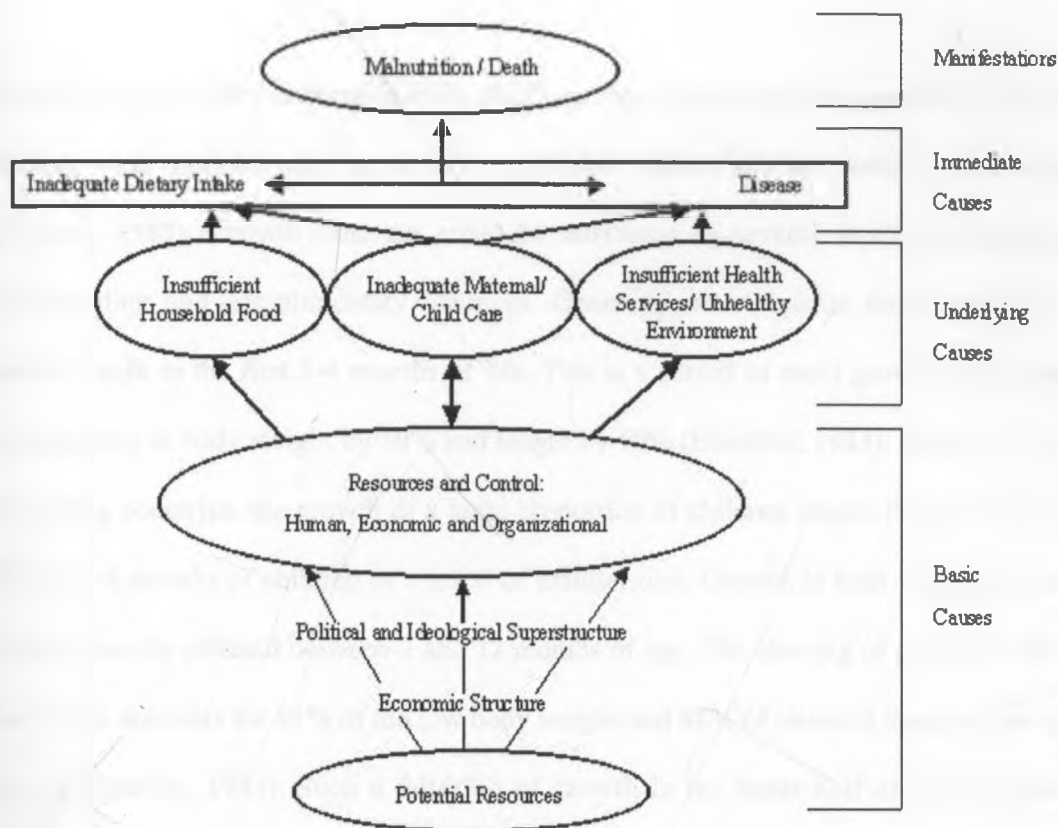 Malnutrition / Death
Manifestations
Inadequate Dietary Intake
Disease
Immediate
Causes
Insufficient
Household Food
Inadequate Maternal/
Child Care
Insufficient Health
Services/ Unhealthy
Environment
Underlying
Causes
Resources and Control:
Human, Economic and Organizational
Political and Ideological Superstructure
Economic Structure
Potential Resources
Basic
Causes